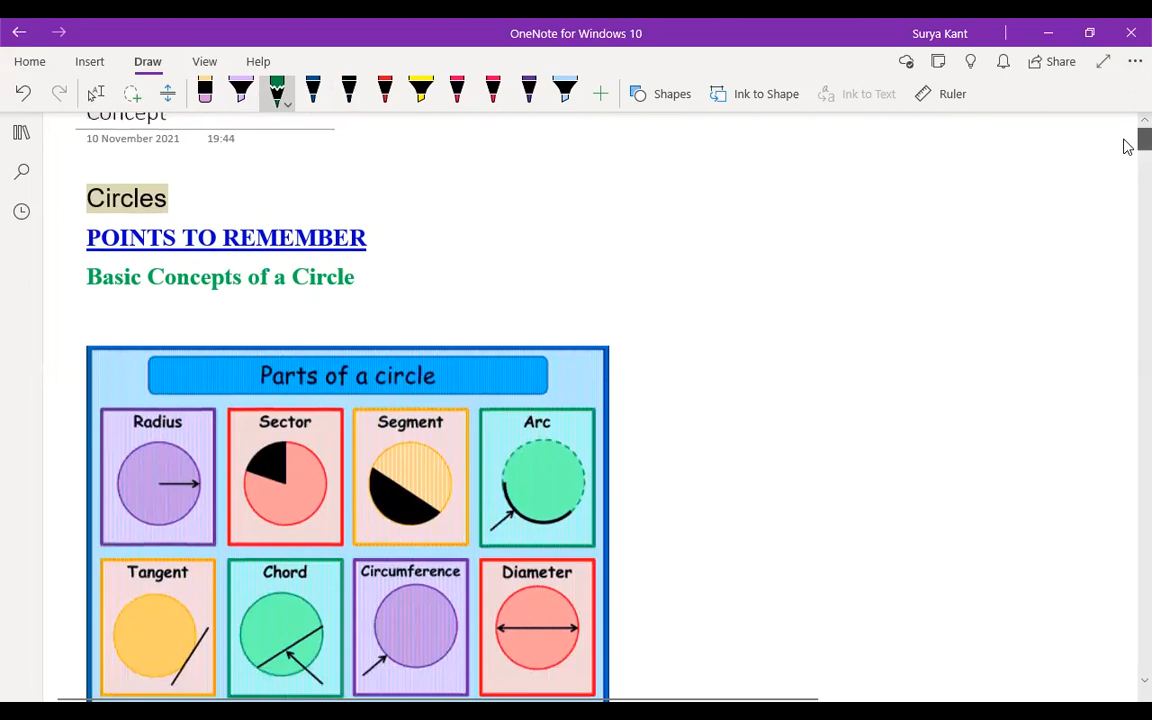 OneNote for Windows 10
Surya Kant
Home Insert Draw View Help
Share
Shapes Ink to Shape Ink to Text Ruler
Concept
10 November 2021 19:44
Circles
POINTS TO REMEMBER
Basic Concepts of a Circle
Parts of a circle
Radius Sector Segment Arc
Tangent Chord Circumference Diameter